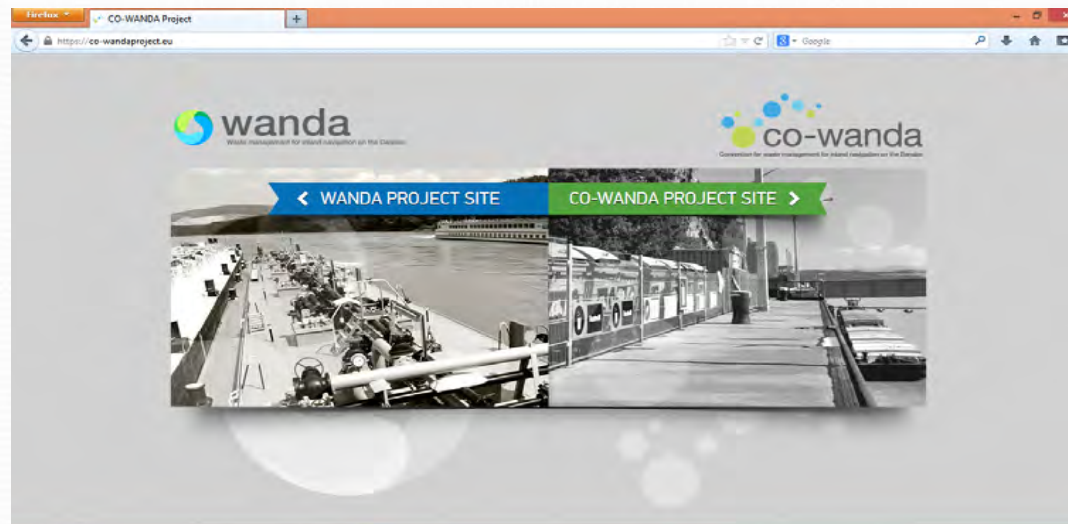 Firefox
CO-WANDA Project
https://co-wandaproject.eu
Google
wanda
Waste management for inland navigation on the Danube
co-wanda
Convention for waste management for inland navigation on the Danube
WANDA PROJECT SITE
CO-WANDA PROJECT SITE